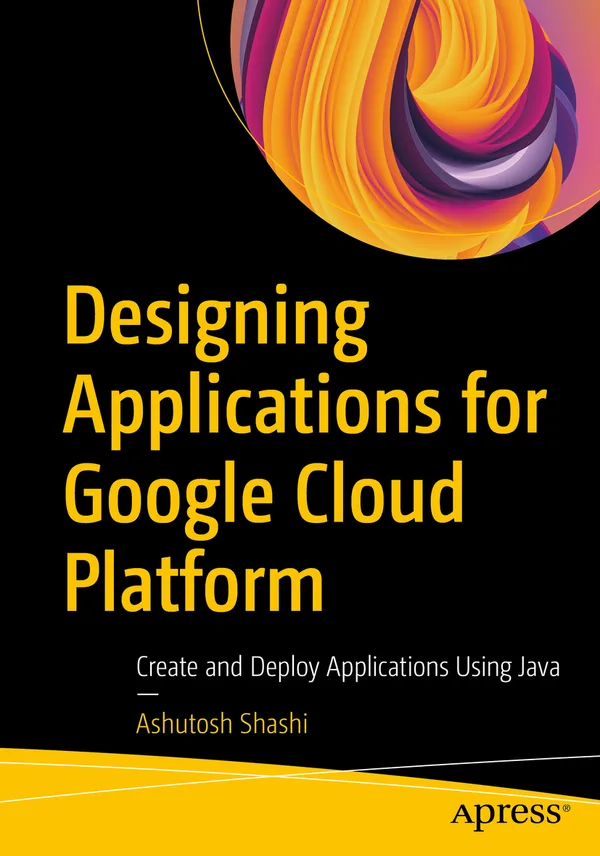 Designing
Applications for
Google Cloud
Platform
Create and Deploy Applications Using Java
—
Ashutosh Shashi
Apress®